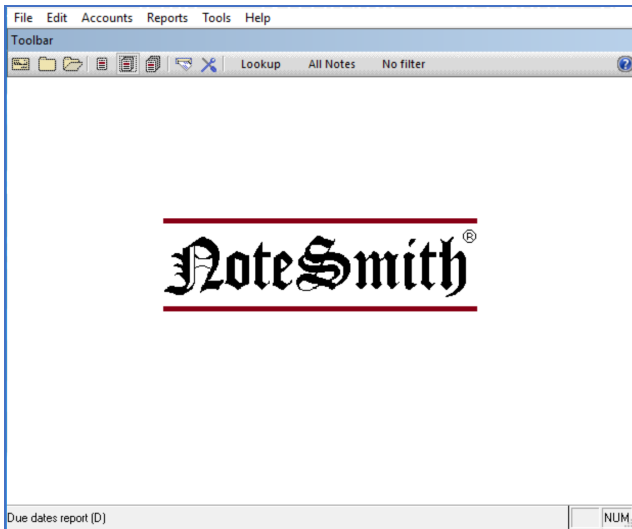 File Edit Accounts Reports Tools Help
Toolbar
Lookup All Notes No filter
NoteSmith®
Due dates report (D)
NUM